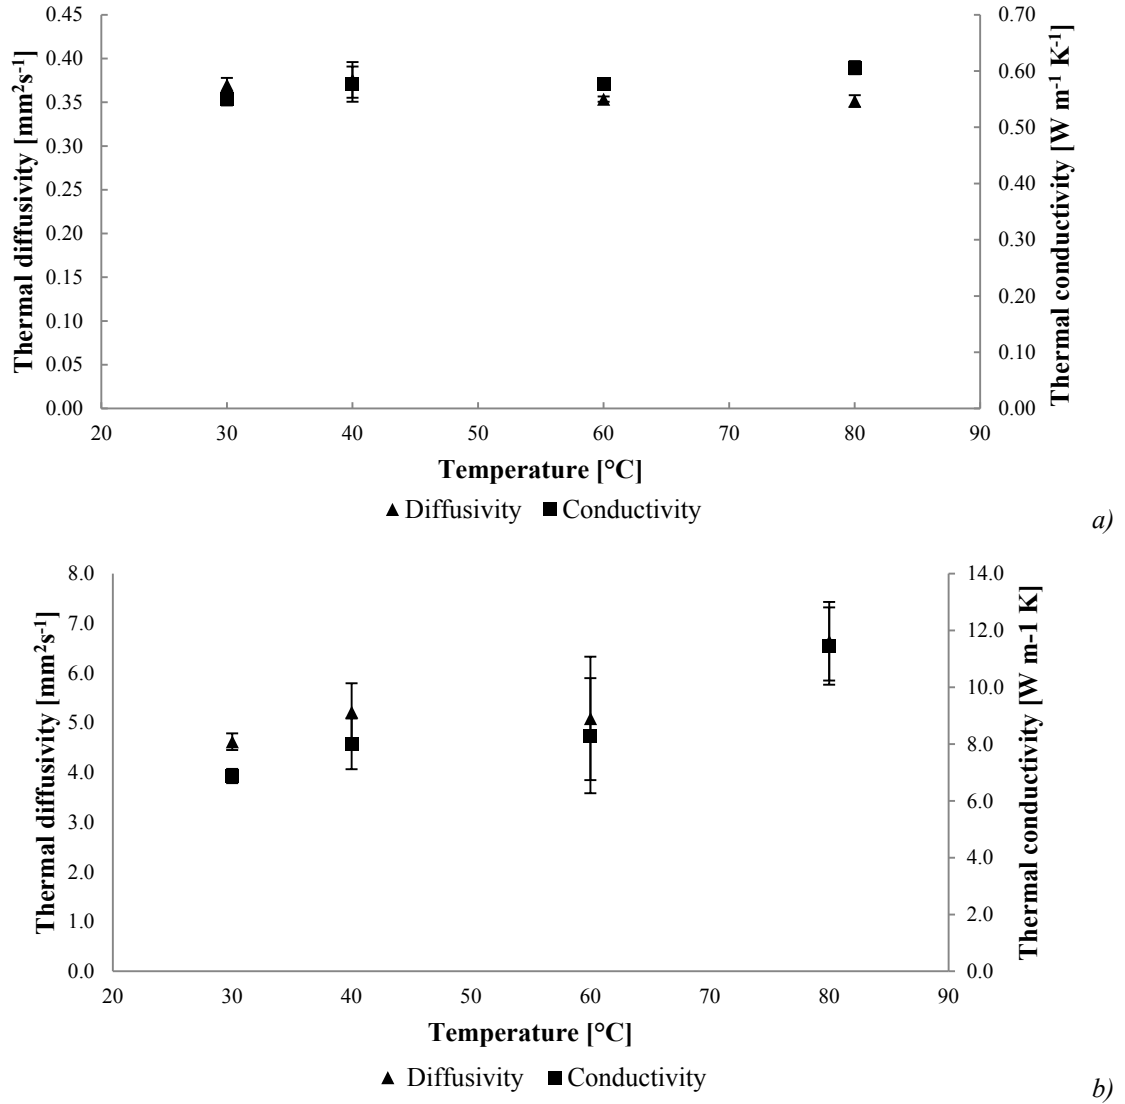 Thermal diffusivity [mm²s⁻¹]
0.45
0.40
0.35
0.30
0.25
0.20
0.15
0.10
0.05
0.00
0.70
0.60
0.50
0.40
0.30
0.20
0.10
0.00
Thermal conductivity [W m⁻¹ K⁻¹]
20 30 40 50 60 70 80 90
Temperature [°C]
Diffusivity Conductivity
a)
Thermal diffusivity [mm²s⁻¹]
8.0
7.0
6.0
5.0
4.0
3.0
2.0
1.0
0.0
14.0
12.0
10.0
8.0
6.0
4.0
2.0
0.0
Thermal conductivity [W m-1 K]
20 30 40 50 60 70 80 90
Temperature [°C]
Diffusivity Conductivity
b)